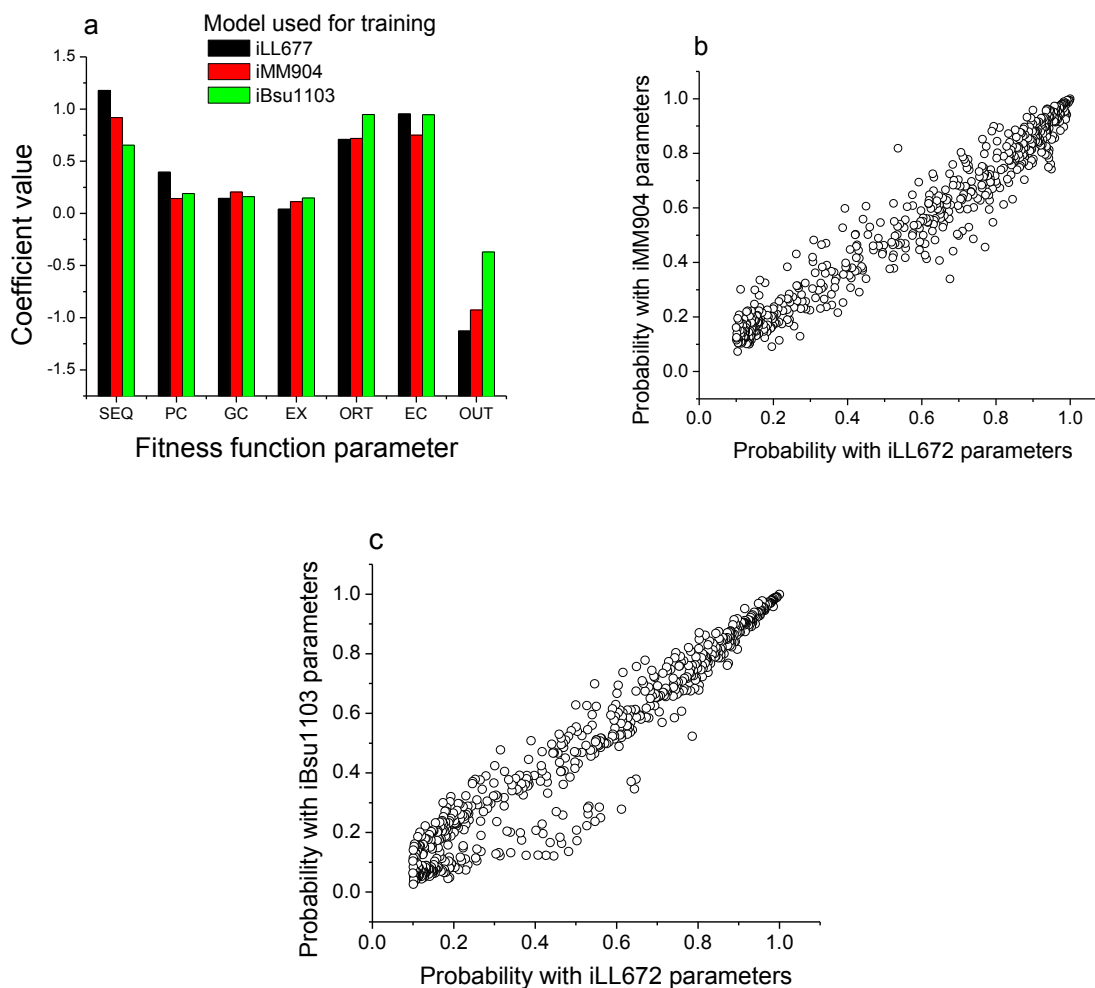 a
Model used for training
iLL677
iMM904
iBsu1103
Coefficient value
1.5
1.0
0.5
0.0
-0.5
-1.0
-1.5
SEQ PC GC EX ORT EC OUT
Fitness function parameter
b
Probability with iMM904 parameters
1.0
0.8
0.6
0.4
0.2
0.0
0.0 0.2 0.4 0.6 0.8 1.0
Probability with iLL672 parameters
c
Probability with iBsu1103 parameters
1.0
0.8
0.6
0.4
0.2
0.0
0.0 0.2 0.4 0.6 0.8 1.0
Probability with iLL672 parameters